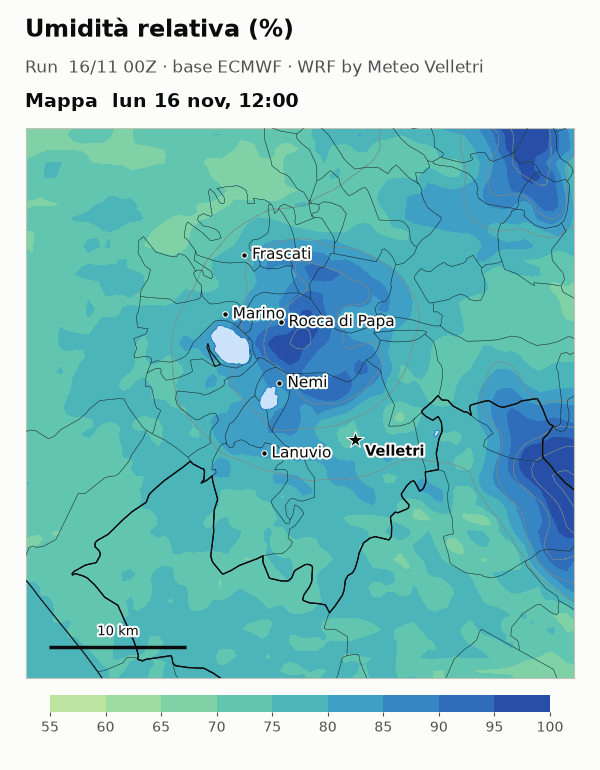 Umidità relativa (%)
Run  16/11 00Z · base ECMWF · WRF by Meteo Velletri
Mappa  lun 16 nov, 12:00
Frascati
Marino
Rocca di Papa
Nemi
Velletri
Lanuvio
10 km
55 60 65 70 75 80 85 90 95 100